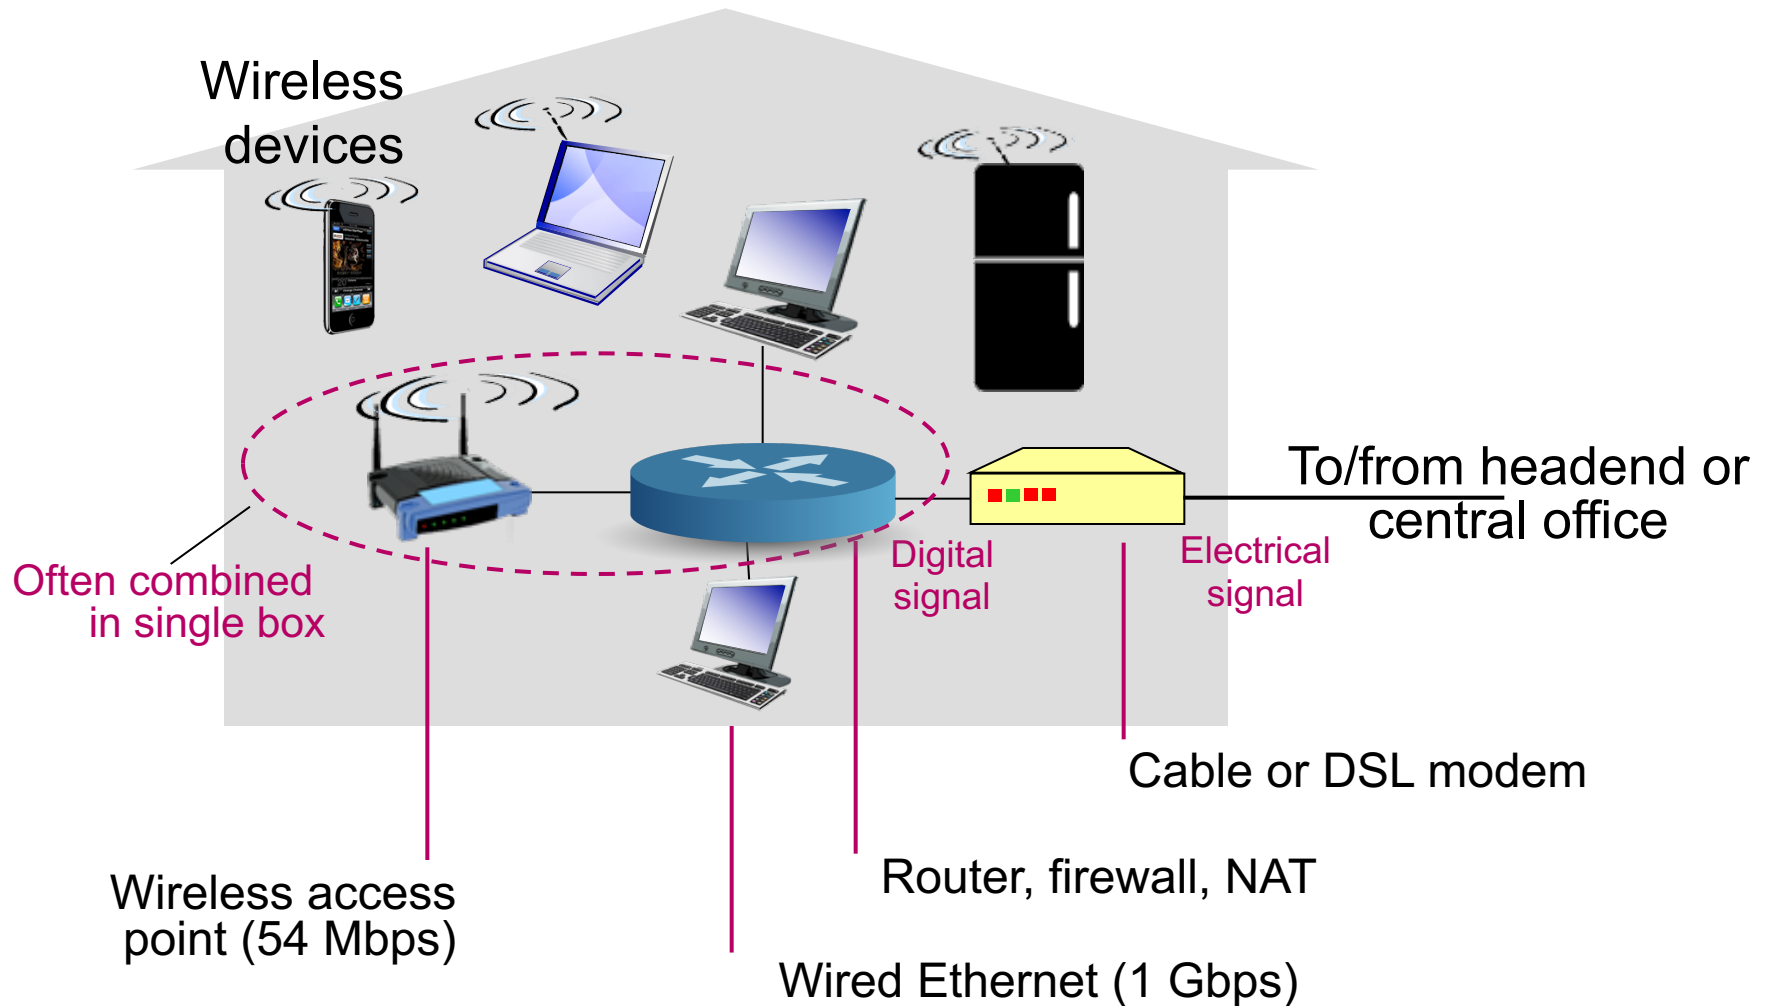 Wireless
devices
To/from headend or
central office
Digital
signal
Electrical
signal
Often combined
in single box
Cable or DSL modem
Router, firewall, NAT
Wireless access
point (54 Mbps)
Wired Ethernet (1 Gbps)